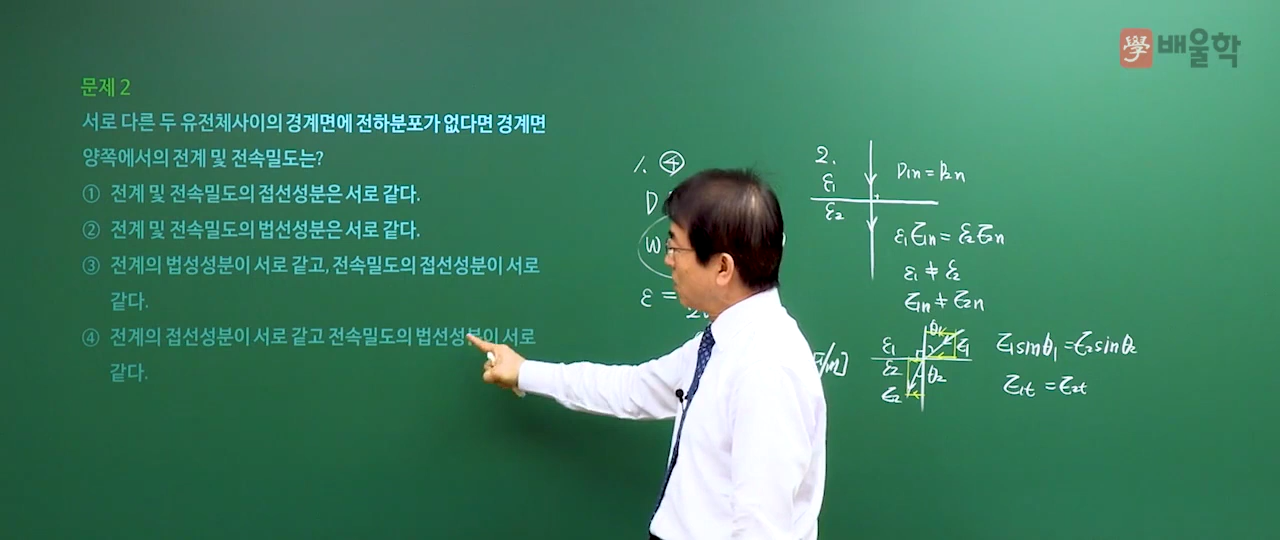 學 배울학
문제 2
서로 다른 두 유전체사이의 경계면에 전하분포가 없다면 경계면
양쪽에서의 전계 및 전속밀도는?
① 전계 및 전속밀도의 접선성분은 서로 같다.
② 전계 및 전속밀도의 법선성분은 서로 같다.
③ 전계의 법성성분이 서로 같고, 전속밀도의 접선성분이 서로
같다.
④ 전계의 접선성분이 서로 같고 전속밀도의 법선성분이 서로
같다.
1. ④
D
W
ε =
2.
ε₁
ε₂
D₁n = D₂n
ε₁E₁n = ε₂E₂n
ε₁ ≠ ε₂
E₁n ≠ E₂n
θ₁
ε₁ E₁
ε₂ θ₂
E₂
E₁sinθ₁ = E₂sinθ₂
E₁t = E₂t